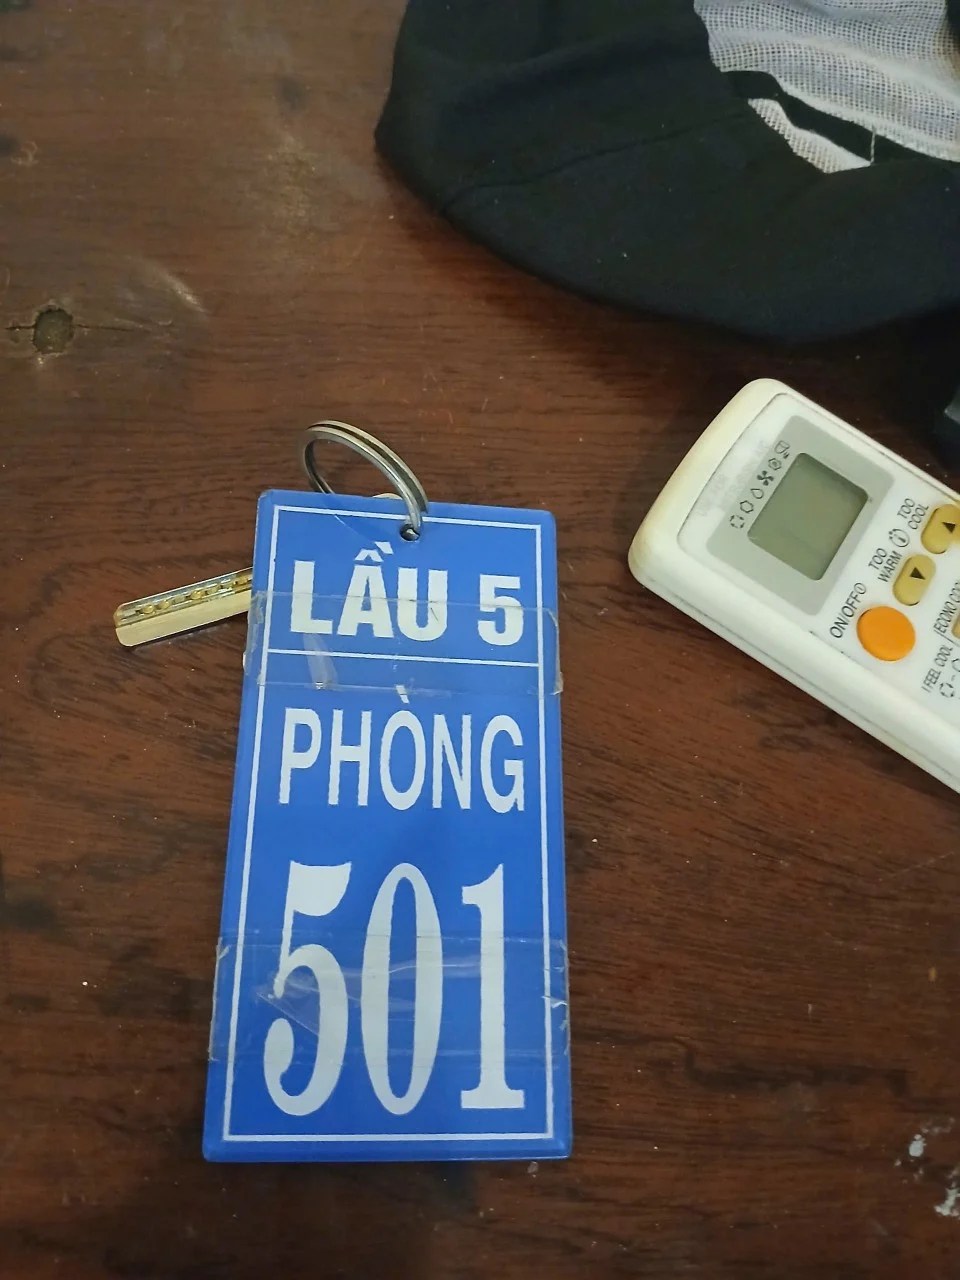 LẦU 5
PHÒNG
501
TOO
COOL
TOO
WARM
ON/OFF
I FEEL COOL